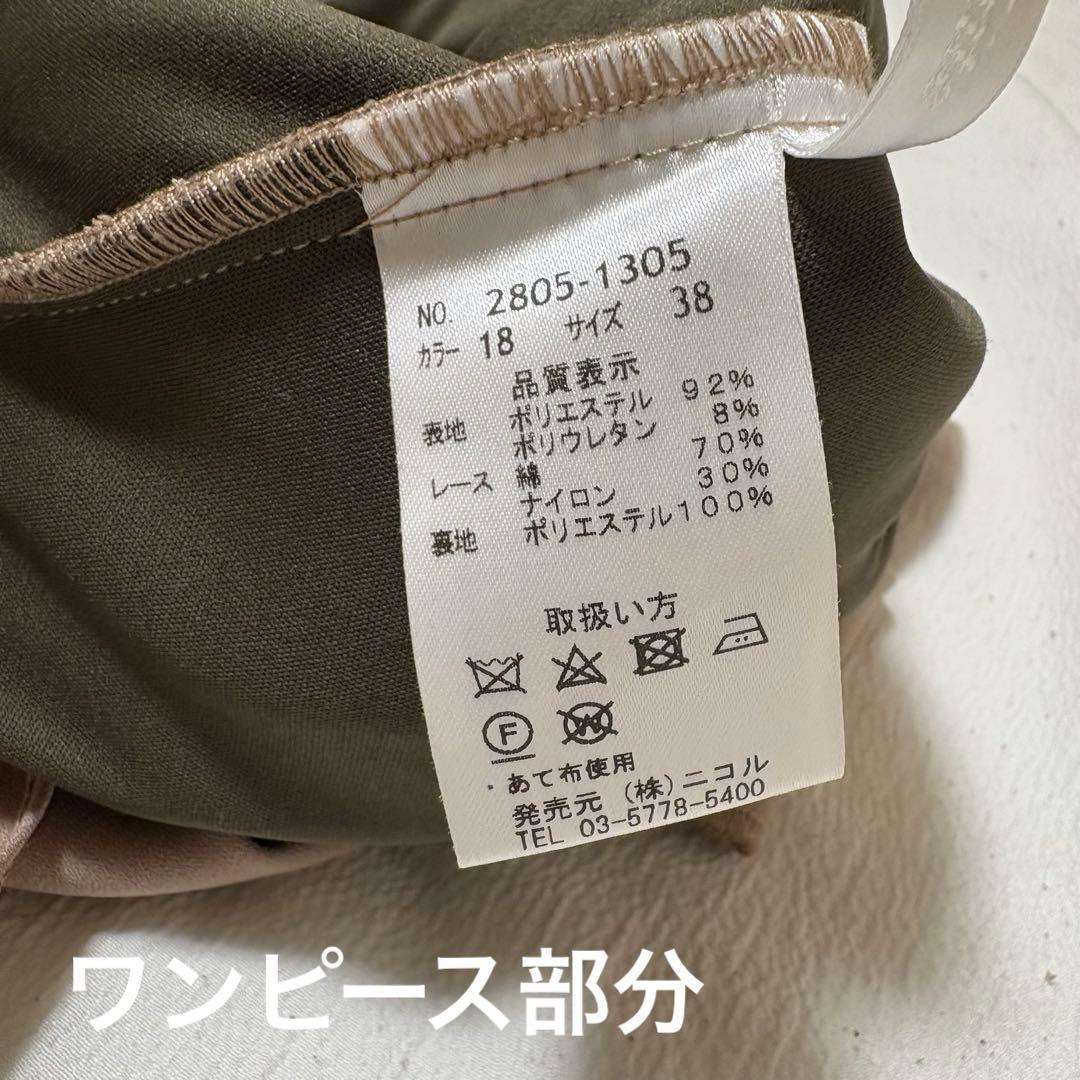 NO. 2805-1305
カラー 18 サイズ 38
品質表示
表地 ポリエステル 92%
ポリウレタン 8%
レース 綿 70%
ナイロン 30%
裏地 ポリエステル100%
取扱い方
F
W
・あて布使用
発売元 (株)ニコル
TEL 03-5778-5400
ワンピース部分